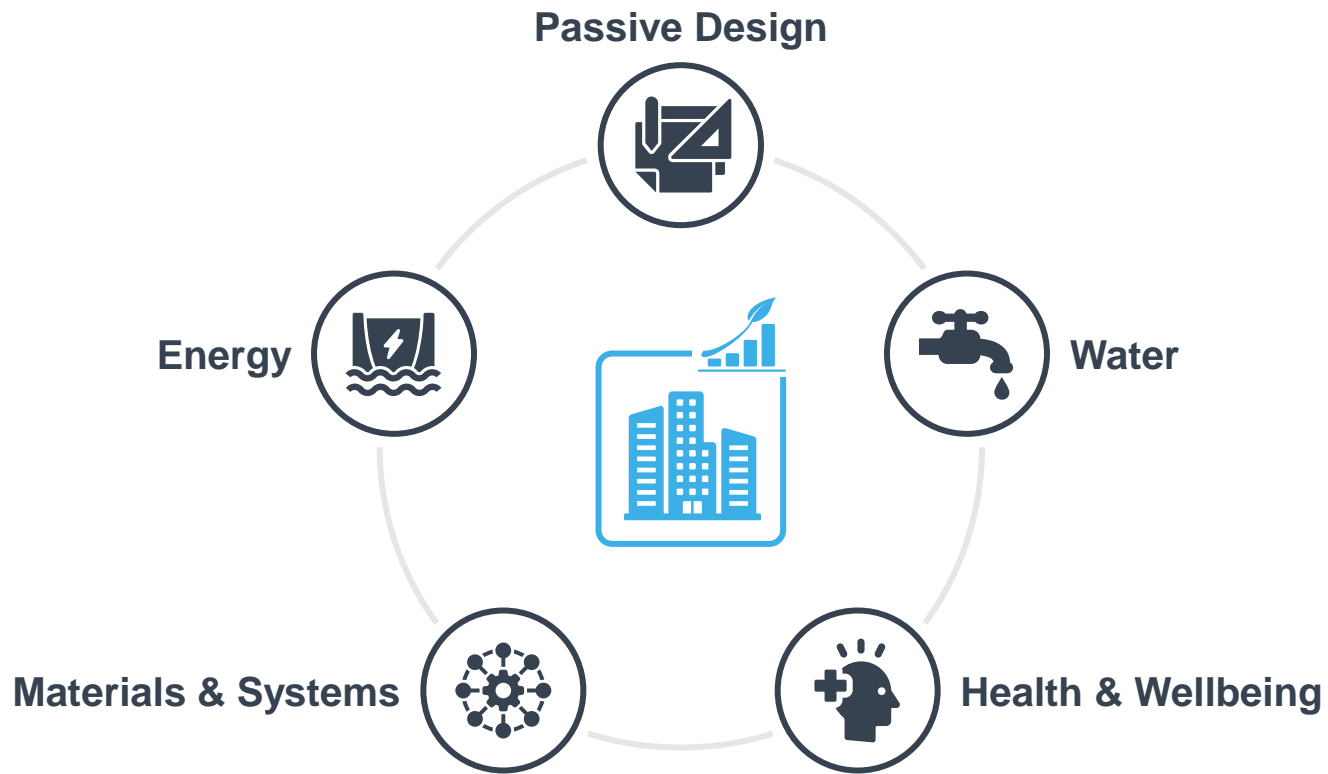 Passive Design
Energy
Water
Materials & Systems
Health & Wellbeing